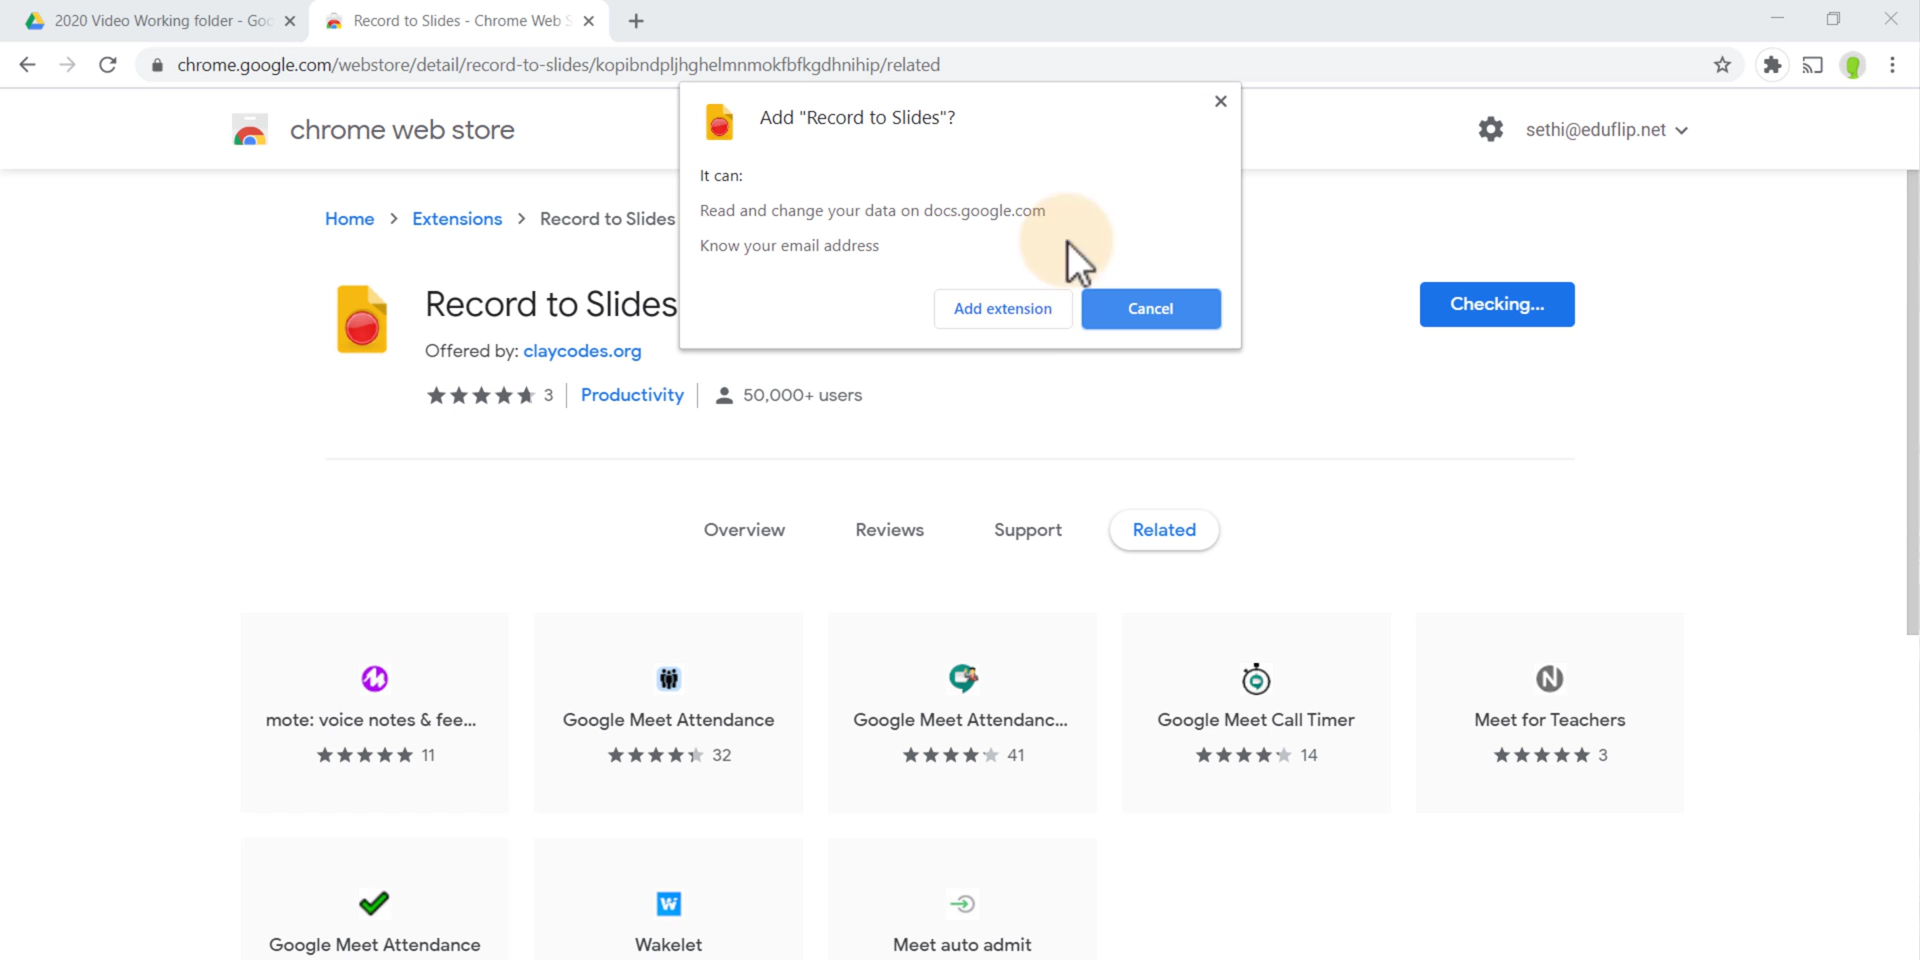 2020 Video Working folder - Goo
Record to Slides - Chrome Web S
chrome.google.com/webstore/detail/record-to-slides/kopibndpljhghelmnmokfbfkgdhnihip/related
chrome web store
sethi@eduflip.net
Add "Record to Slides"?
It can:
Read and change your data on docs.google.com
Know your email address
Add extension
Cancel
Home > Extensions > Record to Slides
Record to Slides
Checking...
Offered by: claycodes.org
3
Productivity
50,000+ users
Overview
Reviews
Support
Related
mote: voice notes & fee...
11
Google Meet Attendance
32
Google Meet Attendanc...
41
Google Meet Call Timer
14
Meet for Teachers
3
Google Meet Attendance
Wakelet
Meet auto admit